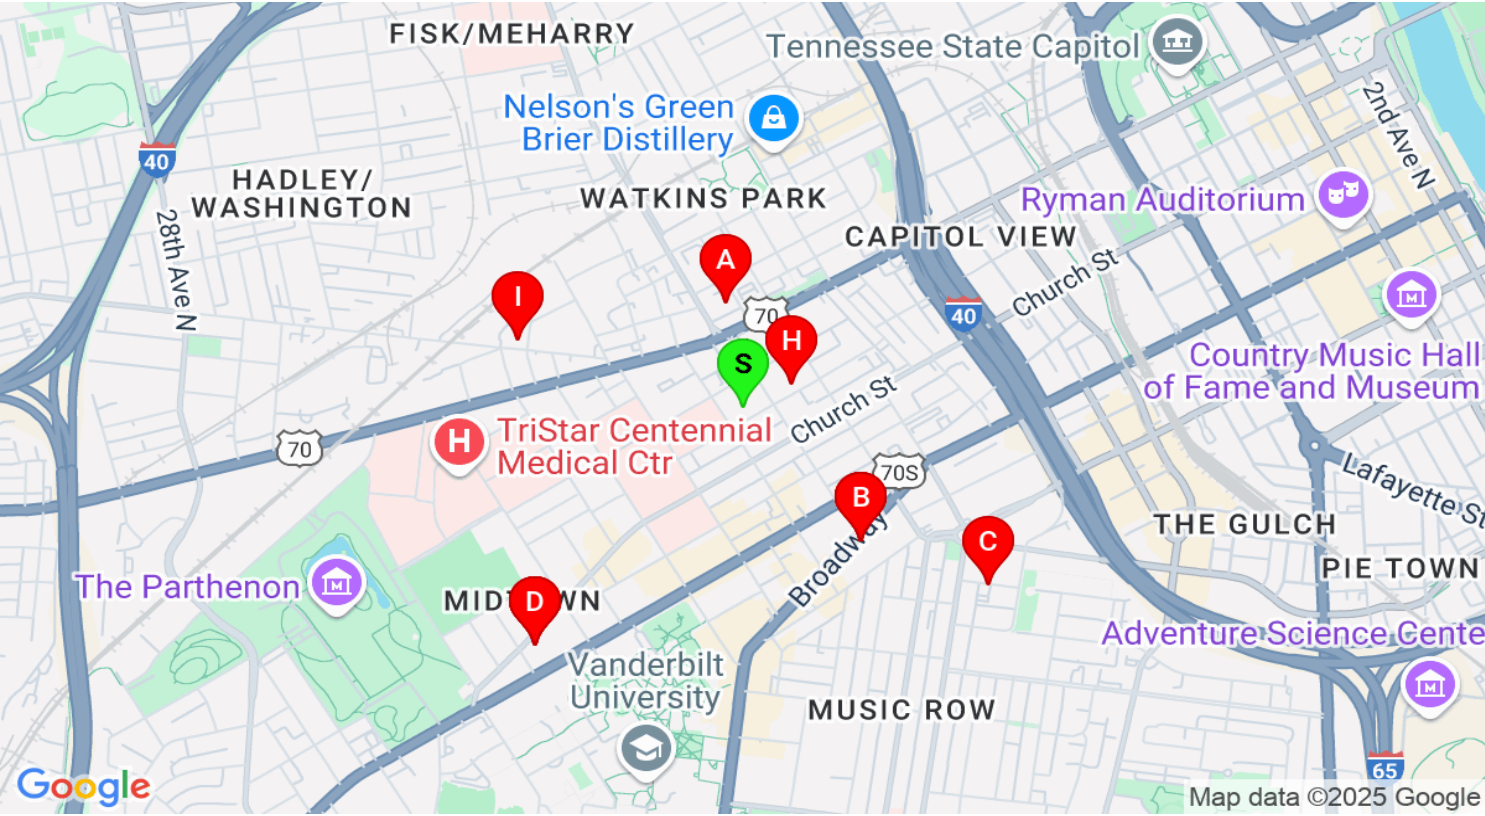 FISK/MEHARRY
Tennessee State Capitol
Nelson's Green
Brier Distillery
2nd Ave N
40
HADLEY/
WASHINGTON
WATKINS PARK
Ryman Auditorium
28th Ave N
CAPITOL VIEW
A
Church St
I
70
40
H
S
Country Music Hall
of Fame and Museum
Church St
70
H
TriStar Centennial
Medical Ctr
70S
Lafayette St
B
Broadway
C
THE GULCH
PIE TOWN
The Parthenon
MIDTOWN
D
Adventure Science Cente
Vanderbilt
University
MUSIC ROW
65
Google
Map data ©2025 Google